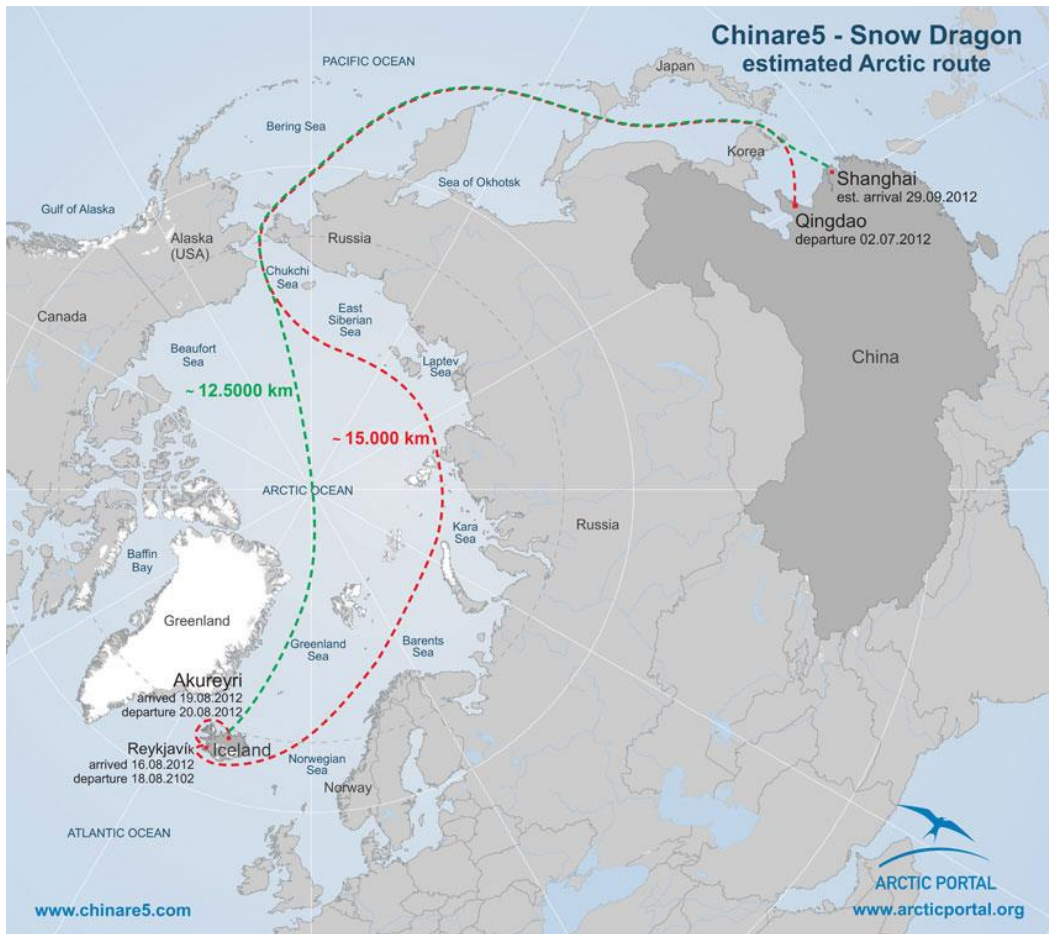 Chinare5 - Snow Dragon
estimated Arctic route
PACIFIC OCEAN
Japan
Bering Sea
Korea
Sea of Okhotsk
Shanghai
est. arrival 29.09.2012
Gulf of Alaska
Qingdao
departure 02.07.2012
Alaska
(USA)
Russia
Chukchi
Sea
Canada
East
Siberian
Sea
Beaufort
Sea
Laptev
Sea
China
~ 12.5000 km
~ 15.000 km
ARCTIC OCEAN
Kara
Sea
Russia
Baffin
Bay
Greenland
Greenland
Sea
Barents
Sea
Akureyri
arrived 19.08.2012
departure 20.08.2012
Reykjavík
arrived 16.08.2012
departure 18.08.2102
Iceland
Norwegian
Sea
Norway
ATLANTIC OCEAN
ARCTIC PORTAL
www.chinare5.com
www.arcticportal.org